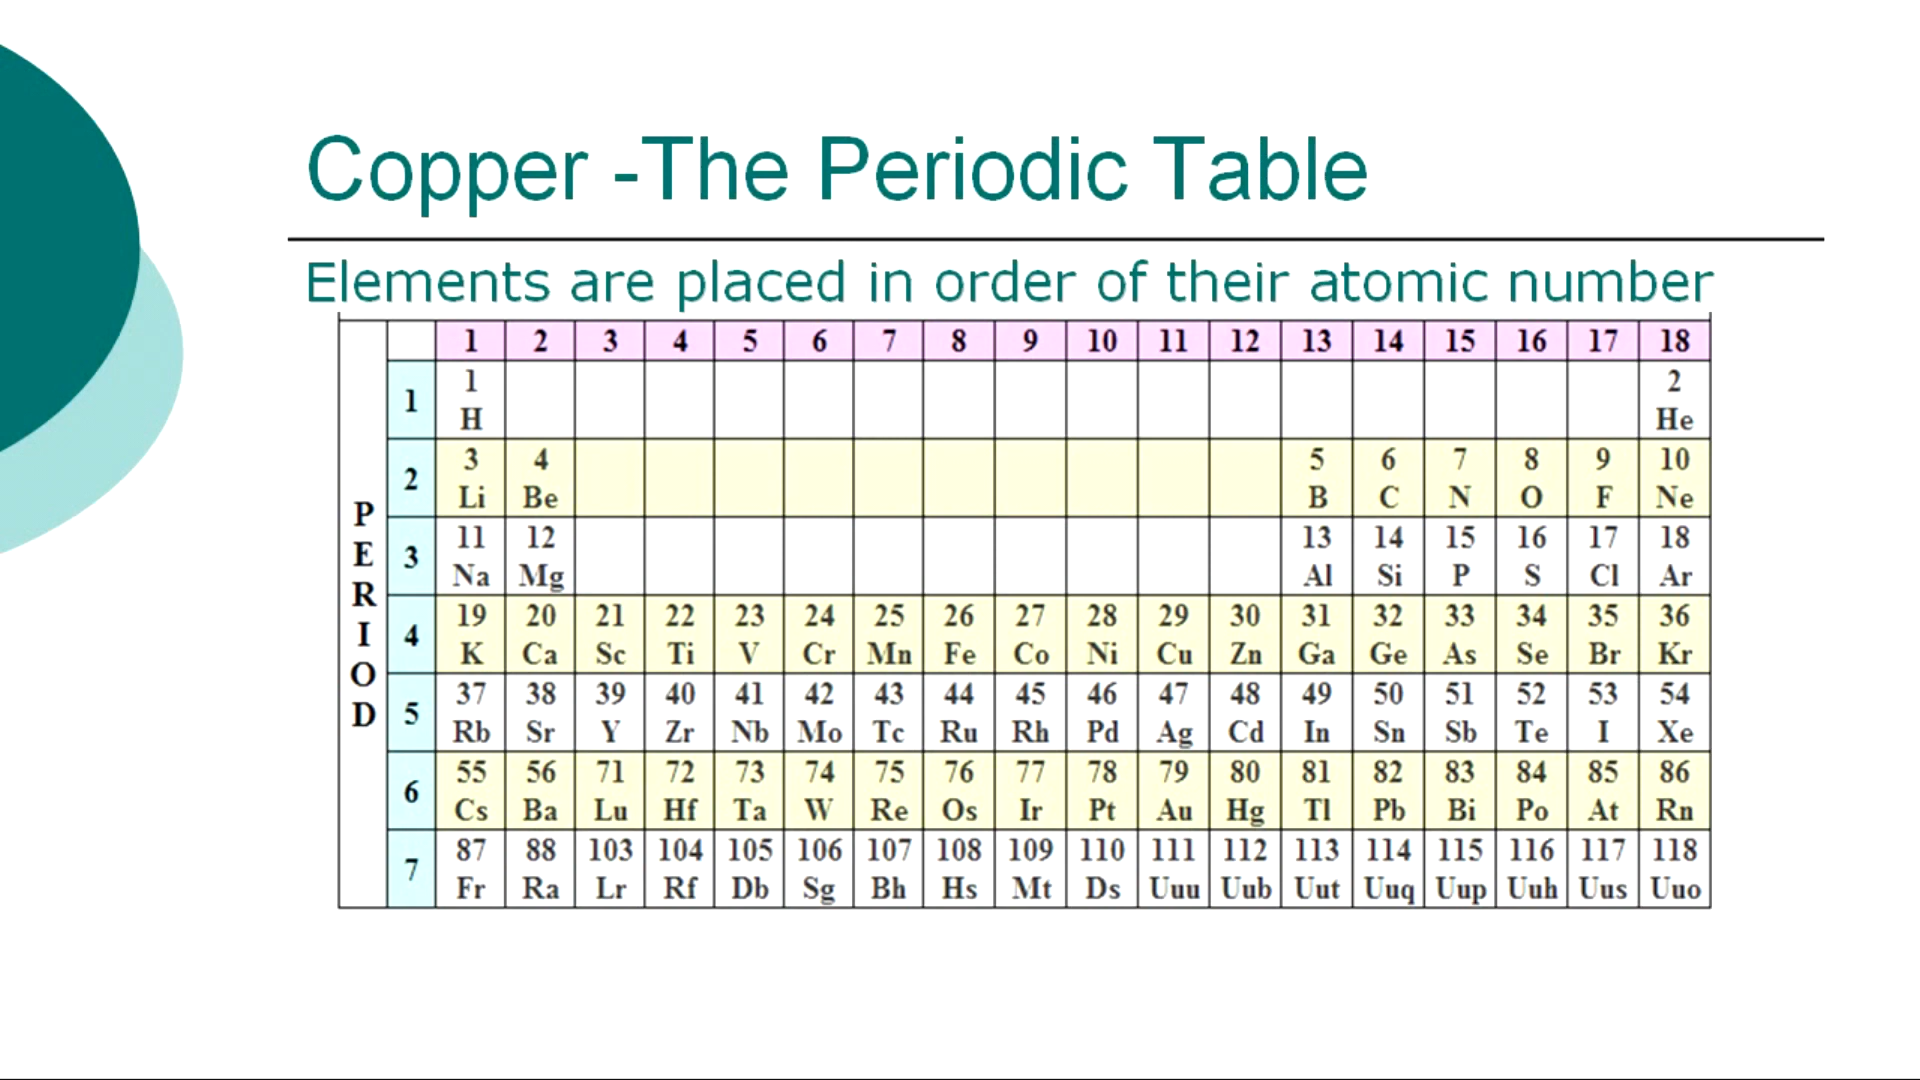 Copper -The Periodic Table
Elements are placed in order of their atomic number
PERIOD
1 2 3 4 5 6 7 8 9 10 11 12 13 14 15 16 17 18
1
1 2
H He
2
3 4 5 6 7 8 9 10
Li Be B C N O F Ne
3
11 12 13 14 15 16 17 18
Na Mg Al Si P S Cl Ar
4
19 20 21 22 23 24 25 26 27 28 29 30 31 32 33 34 35 36
K Ca Sc Ti V Cr Mn Fe Co Ni Cu Zn Ga Ge As Se Br Kr
5
37 38 39 40 41 42 43 44 45 46 47 48 49 50 51 52 53 54
Rb Sr Y Zr Nb Mo Tc Ru Rh Pd Ag Cd In Sn Sb Te I Xe
6
55 56 71 72 73 74 75 76 77 78 79 80 81 82 83 84 85 86
Cs Ba Lu Hf Ta W Re Os Ir Pt Au Hg Tl Pb Bi Po At Rn
7
87 88 103 104 105 106 107 108 109 110 111 112 113 114 115 116 117 118
Fr Ra Lr Rf Db Sg Bh Hs Mt Ds Uuu Uub Uut Uuq Uup Uuh Uus Uuo